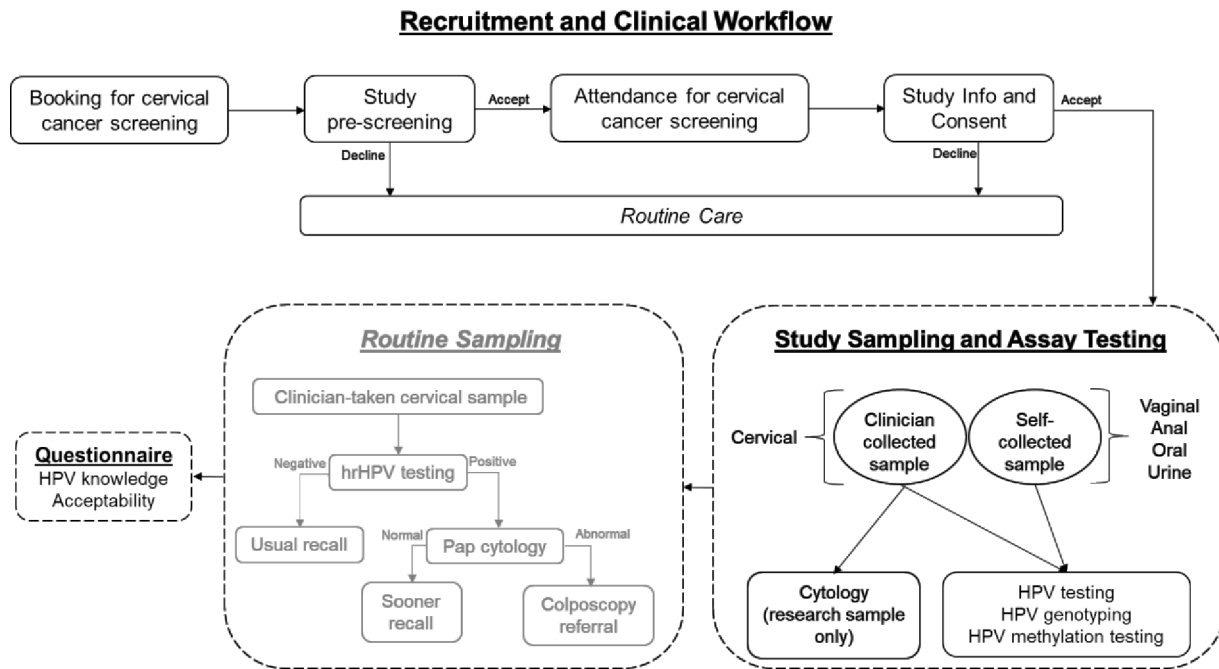 Recruitment and Clinical Workflow
Booking for cervical
cancer screening
Study
pre-screening
Accept
Attendance for cervical
cancer screening
Study Info and
Consent
Accept
Decline
Decline
Routine Care
Study Sampling and Assay Testing
Cervical
Clinician
collected
sample
Self-
collected
sample
Vaginal
Anal
Oral
Urine
Cytology
(research sample
only)
HPV testing
HPV genotyping
HPV methylation testing
Routine Sampling
Clinician-taken cervical sample
Negative
hrHPV testing
Positive
Usual recall
Normal
Pap cytology
Abnormal
Sooner
recall
Colposcopy
referral
Questionnaire
HPV knowledge
Acceptability